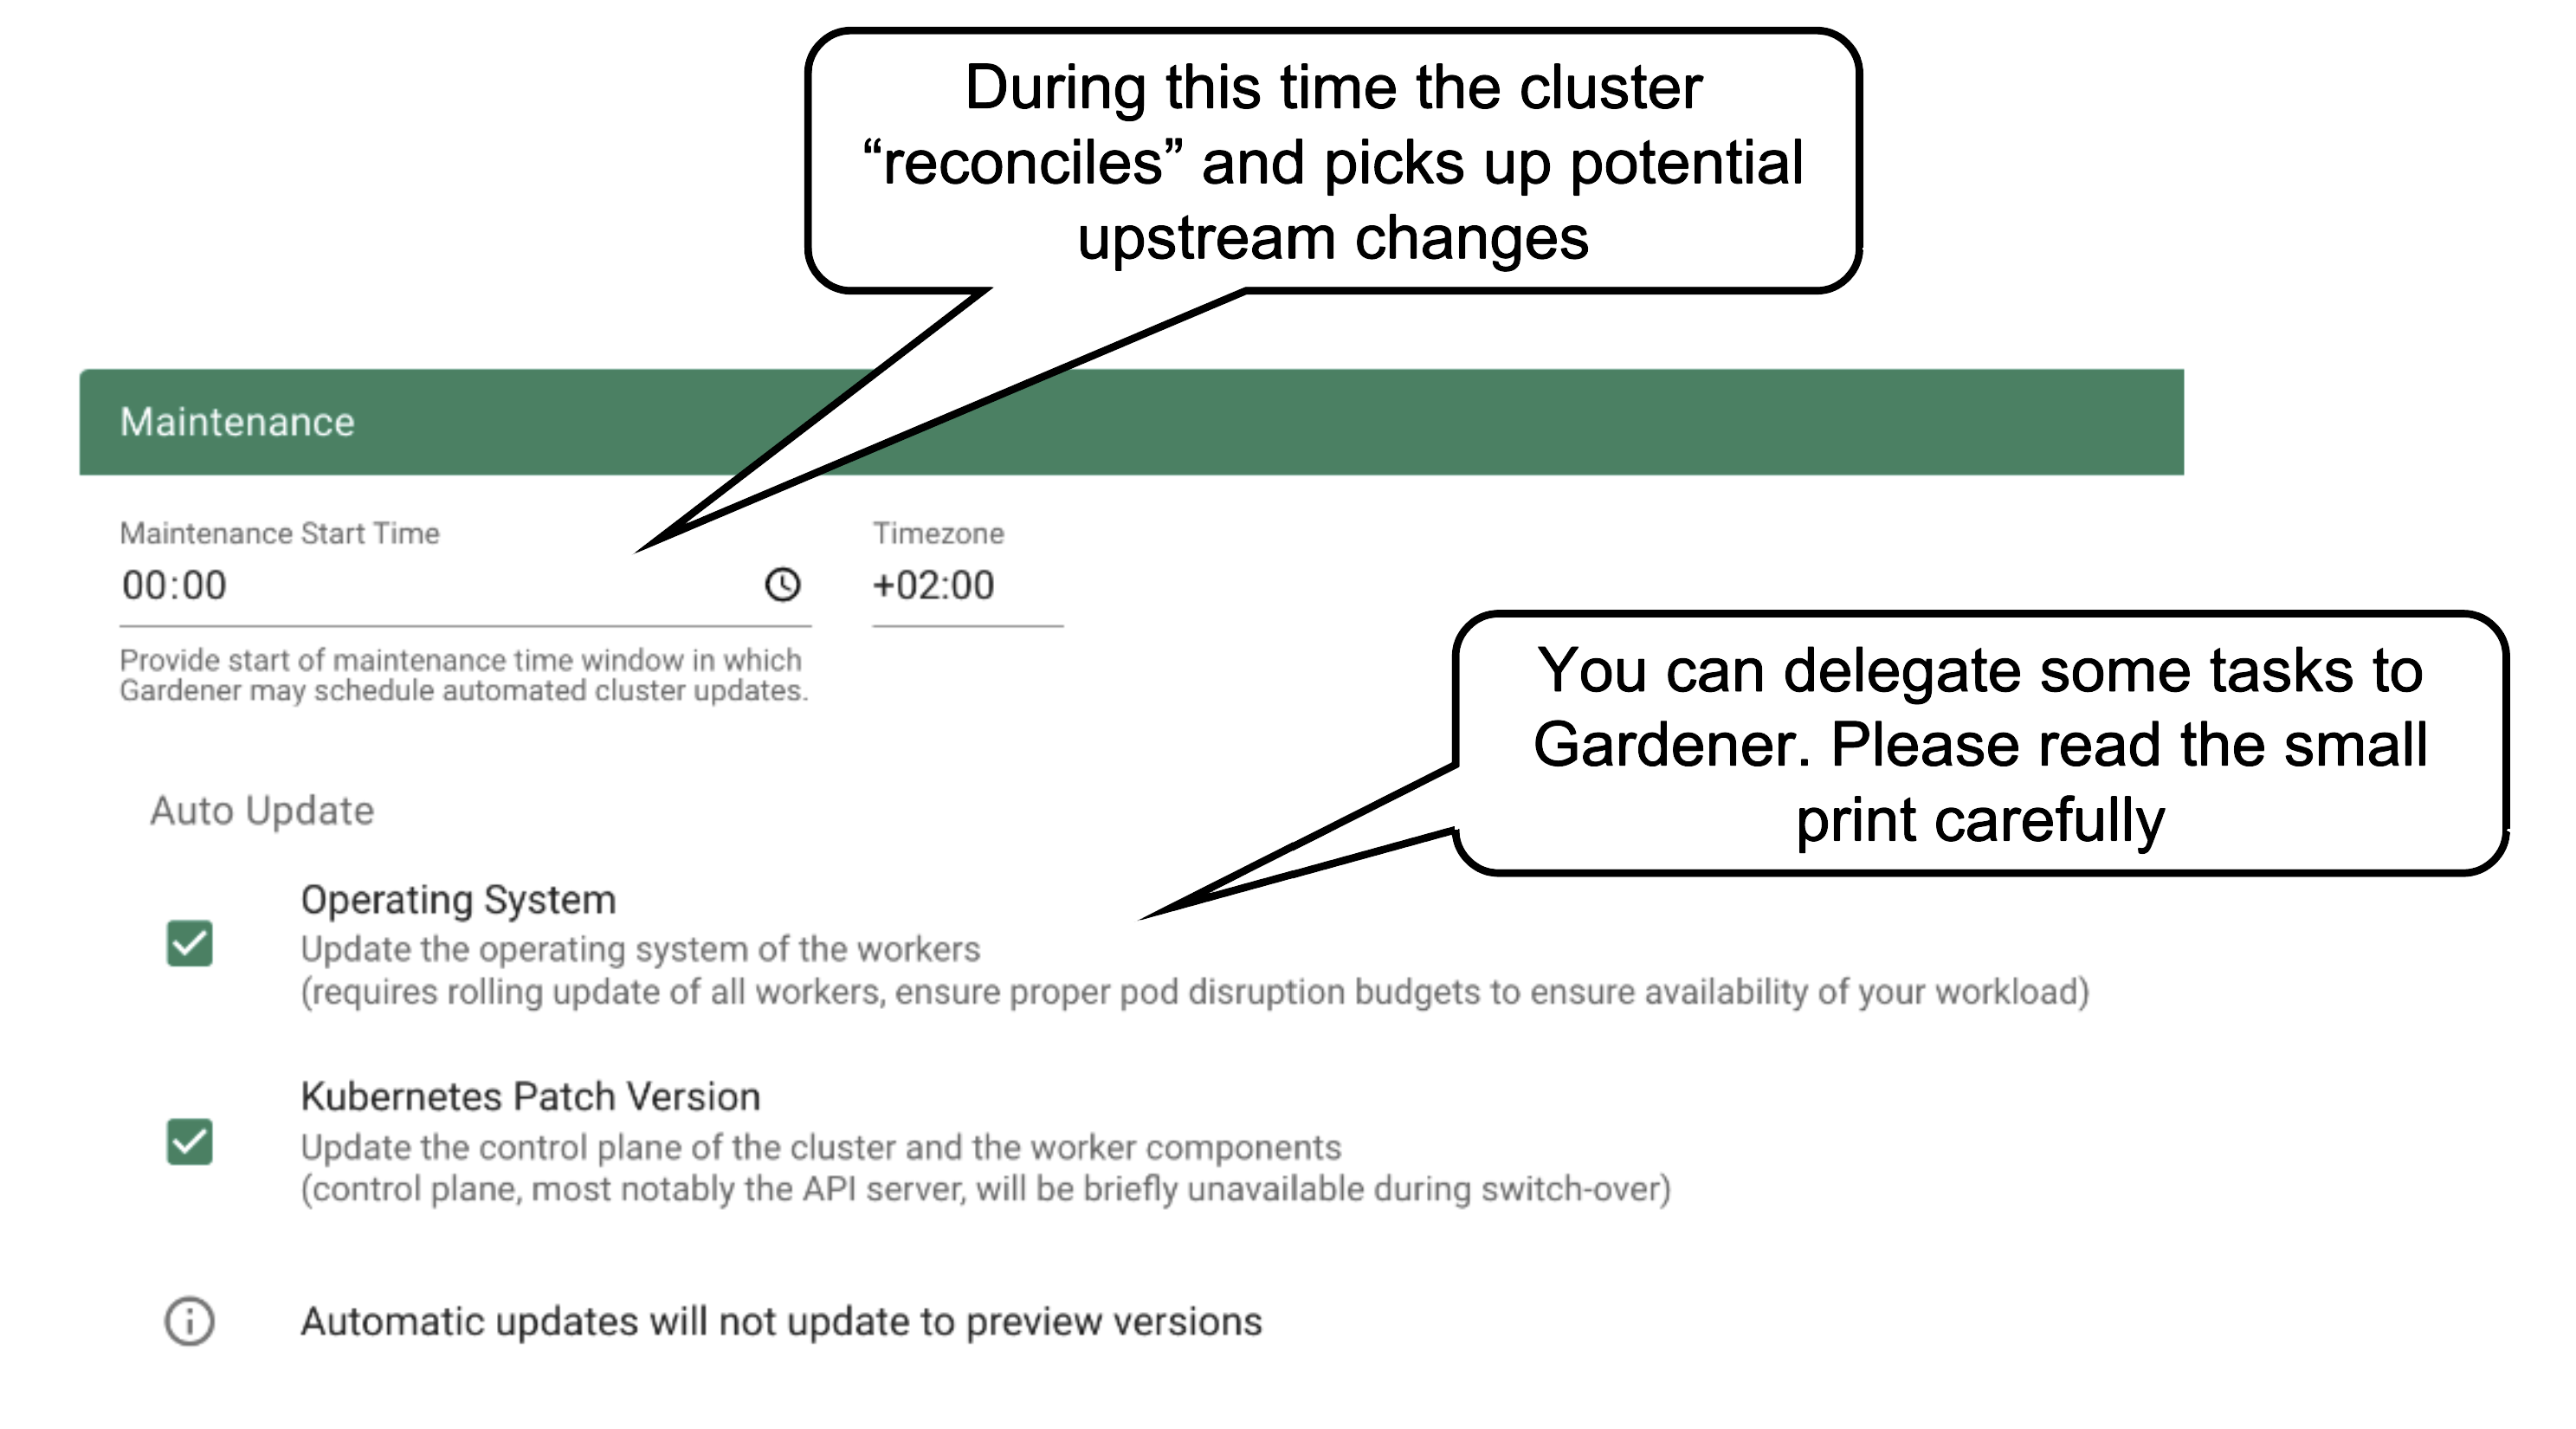 During this time the cluster
“reconciles” and picks up potential
upstream changes
Maintenance
Maintenance Start Time
00:00
Timezone
+02:00
Provide start of maintenance time window in which
Gardener may schedule automated cluster updates.
You can delegate some tasks to
Gardener. Please read the small
print carefully
Auto Update
Operating System
Update the operating system of the workers
(requires rolling update of all workers, ensure proper pod disruption budgets to ensure availability of your workload)
Kubernetes Patch Version
Update the control plane of the cluster and the worker components
(control plane, most notably the API server, will be briefly unavailable during switch-over)
Automatic updates will not update to preview versions